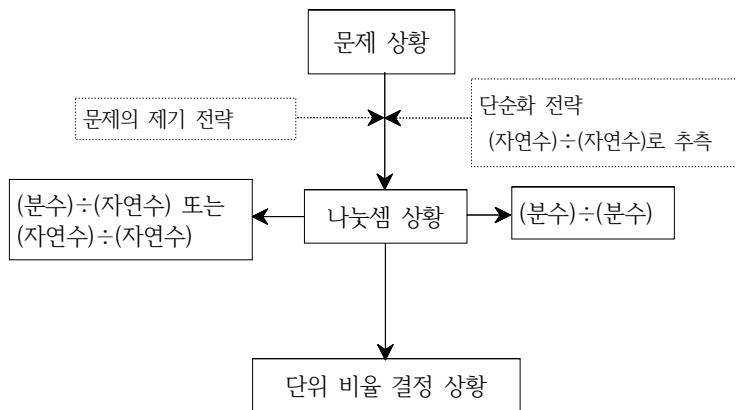 문제 상황
문제의 제기 전략
단순화 전략
(자연수)÷(자연수)로 추측
(분수)÷(자연수) 또는
(자연수)÷(자연수)
나눗셈 상황
(분수)÷(분수)
단위 비율 결정 상황